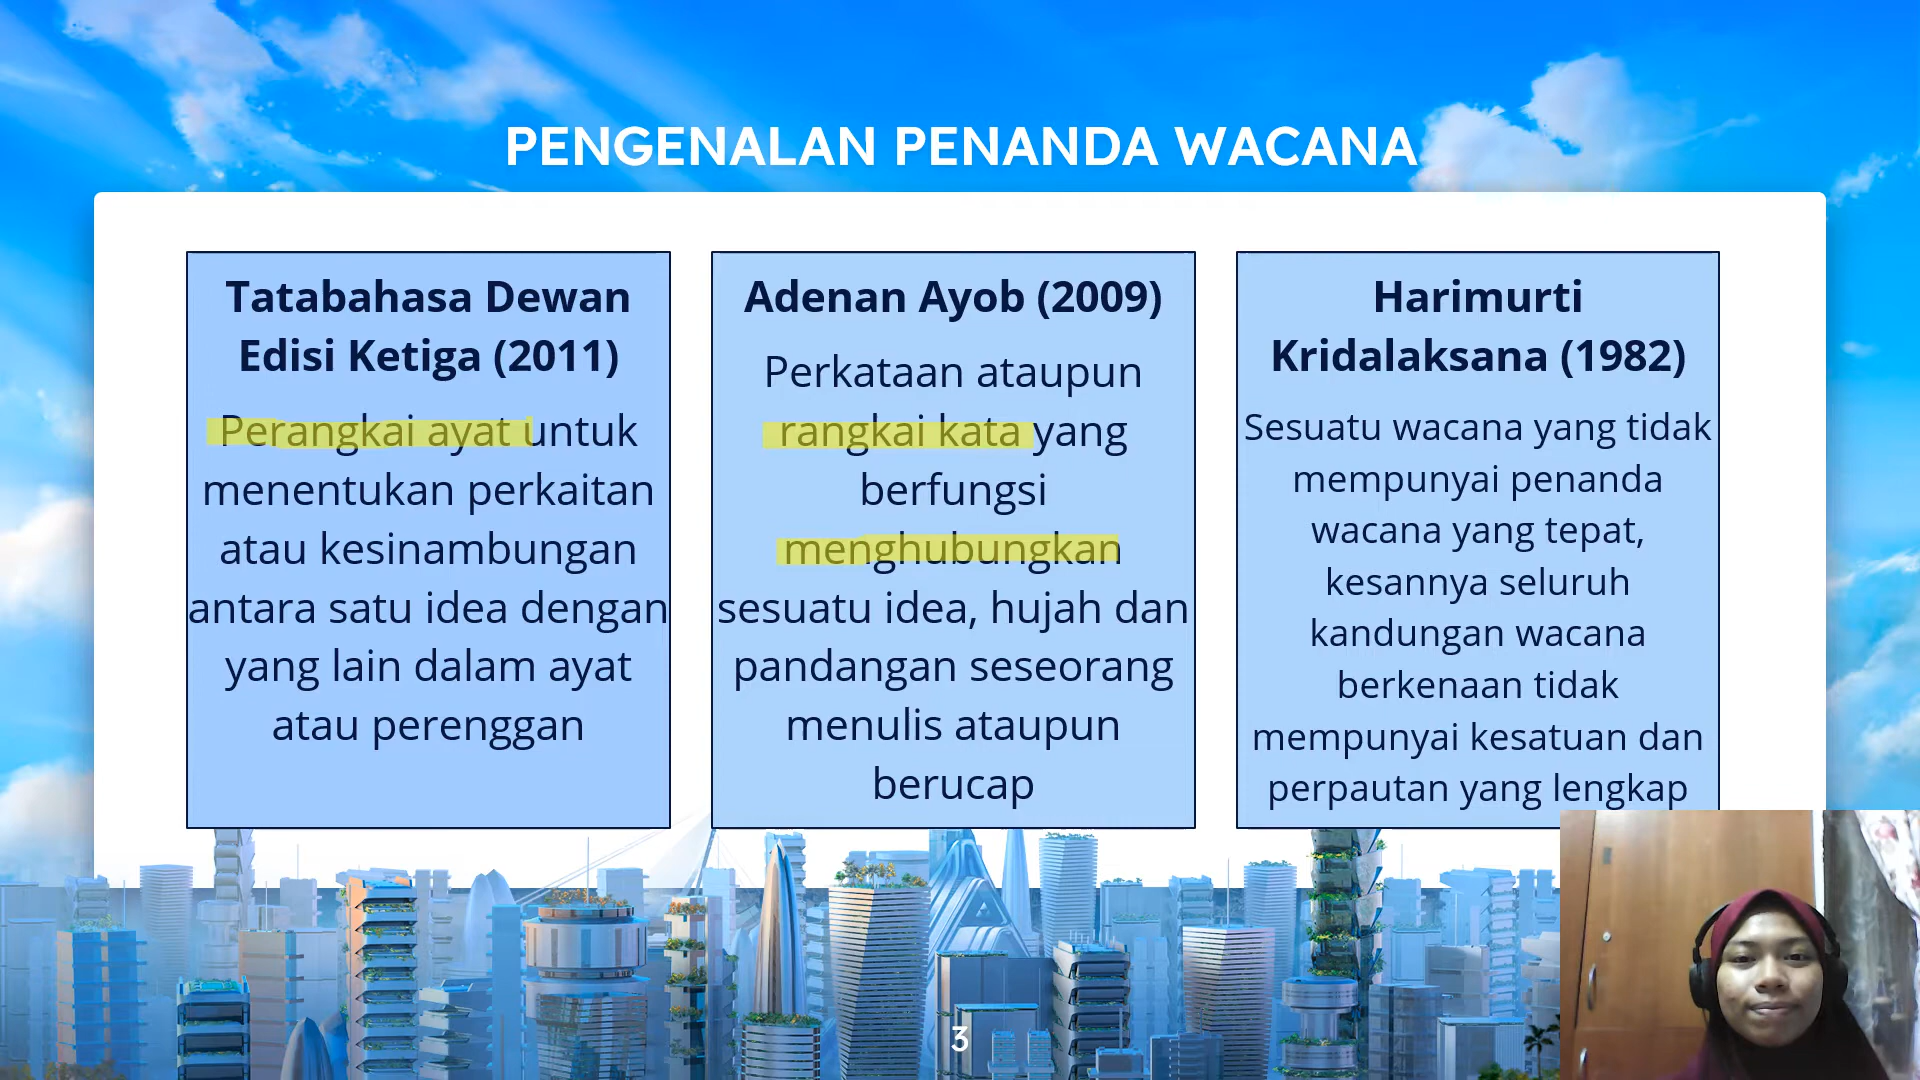 PENGENALAN PENANDA WACANA
Tatabahasa Dewan
Edisi Ketiga (2011)
Perangkai ayat untuk
menentukan perkaitan
atau kesinambungan
antara satu idea dengan
yang lain dalam ayat
atau perenggan
Adenan Ayob (2009)
Perkataan ataupun
rangkai kata yang
berfungsi
menghubungkan
sesuatu idea, hujah dan
pandangan seseorang
menulis ataupun
berucap
Harimurti
Kridalaksana (1982)
Sesuatu wacana yang tidak
mempunyai penanda
wacana yang tepat,
kesannya seluruh
kandungan wacana
berkenaan tidak
mempunyai kesatuan dan
perpautan yang lengkap
3